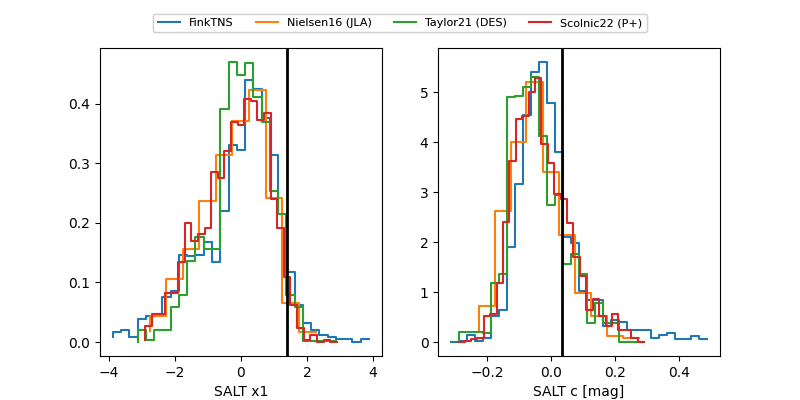 FinkTNS Nielsen16 (JLA) Taylor21 (DES) Scolnic22 (P+)
0.4
0.3
0.2
0.1
0.0
−4 −2 0 2 4
SALT x1
5
4
3
2
1
0
−0.2 0.0 0.2 0.4
SALT c [mag]